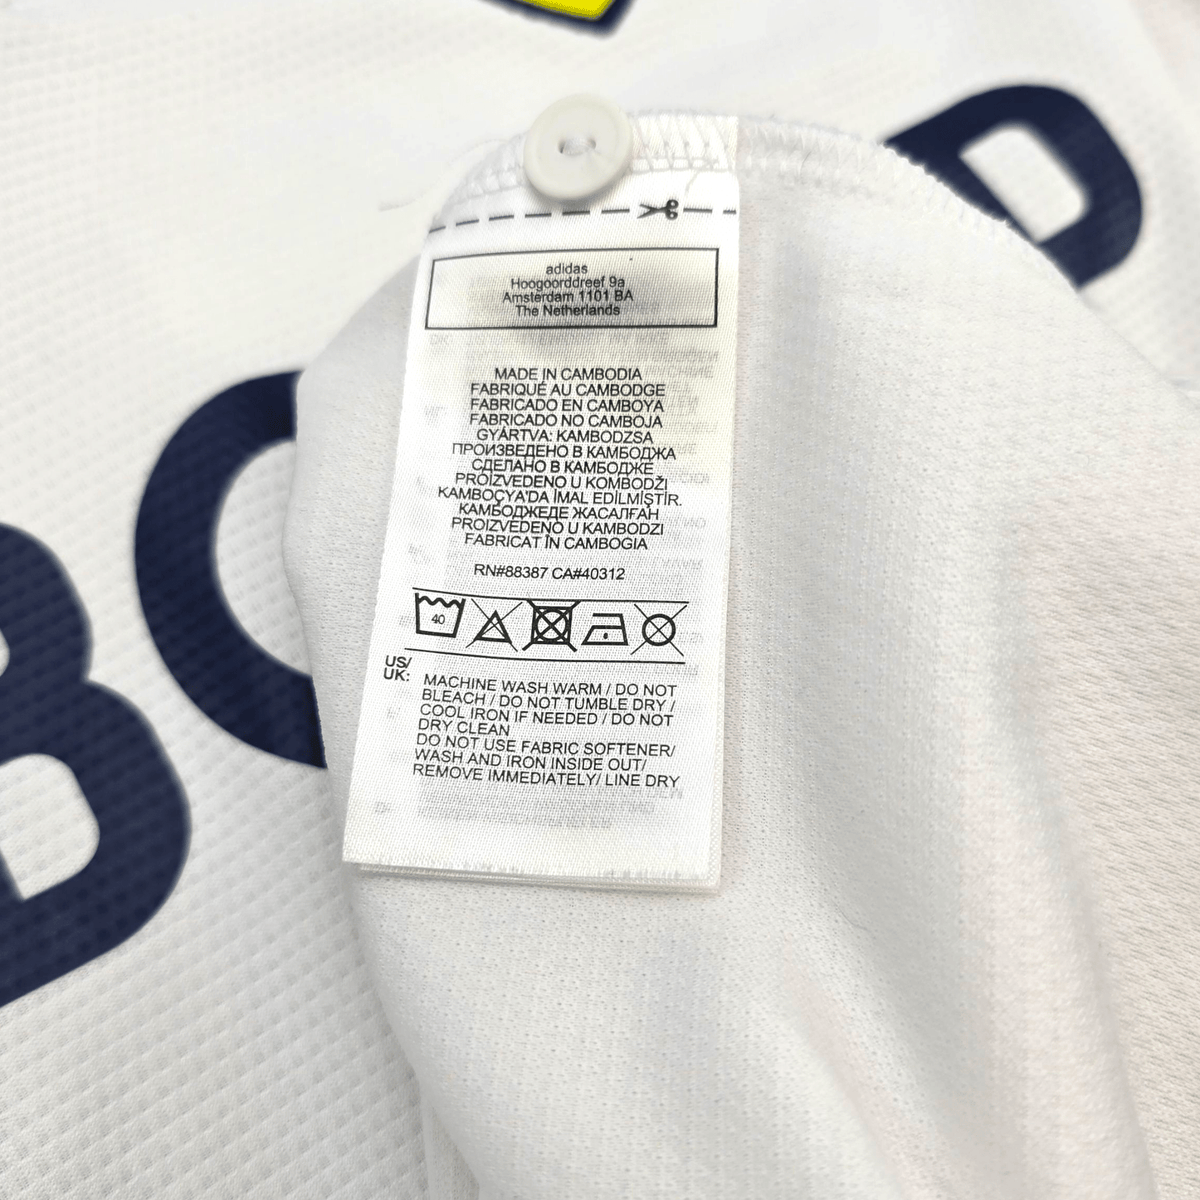 adidas
Hoogoorddreef 9a
Amsterdam 1101 BA
The Netherlands
MADE IN CAMBODIA
FABRIQUÉ AU CAMBODGE
FABRICADO EN CAMBOYA
FABRICADO NO CAMBOJA
GYÁRTVA: KAMBODZSA
ПРОИЗВЕДЕНО В КАМБОДЖА
СДЕЛАНО В КАМБОДЖЕ
PROIZVEDENO U KOMBODŽI
KAMBOÇYA'DA İMAL EDİLMİŞTİR.
КАМБОДЖЕДЕ ЖАСАЛҒАН
PROIZVEDENO U KAMBODZI
FABRICAT ÎN CAMBOGIA
RN#88387 CA#40312
40
US/
UK:
MACHINE WASH WARM / DO NOT
BLEACH / DO NOT TUMBLE DRY /
COOL IRON IF NEEDED / DO NOT
DRY CLEAN
DO NOT USE FABRIC SOFTENER/
WASH AND IRON INSIDE OUT/
REMOVE IMMEDIATELY/ LINE DRY
B